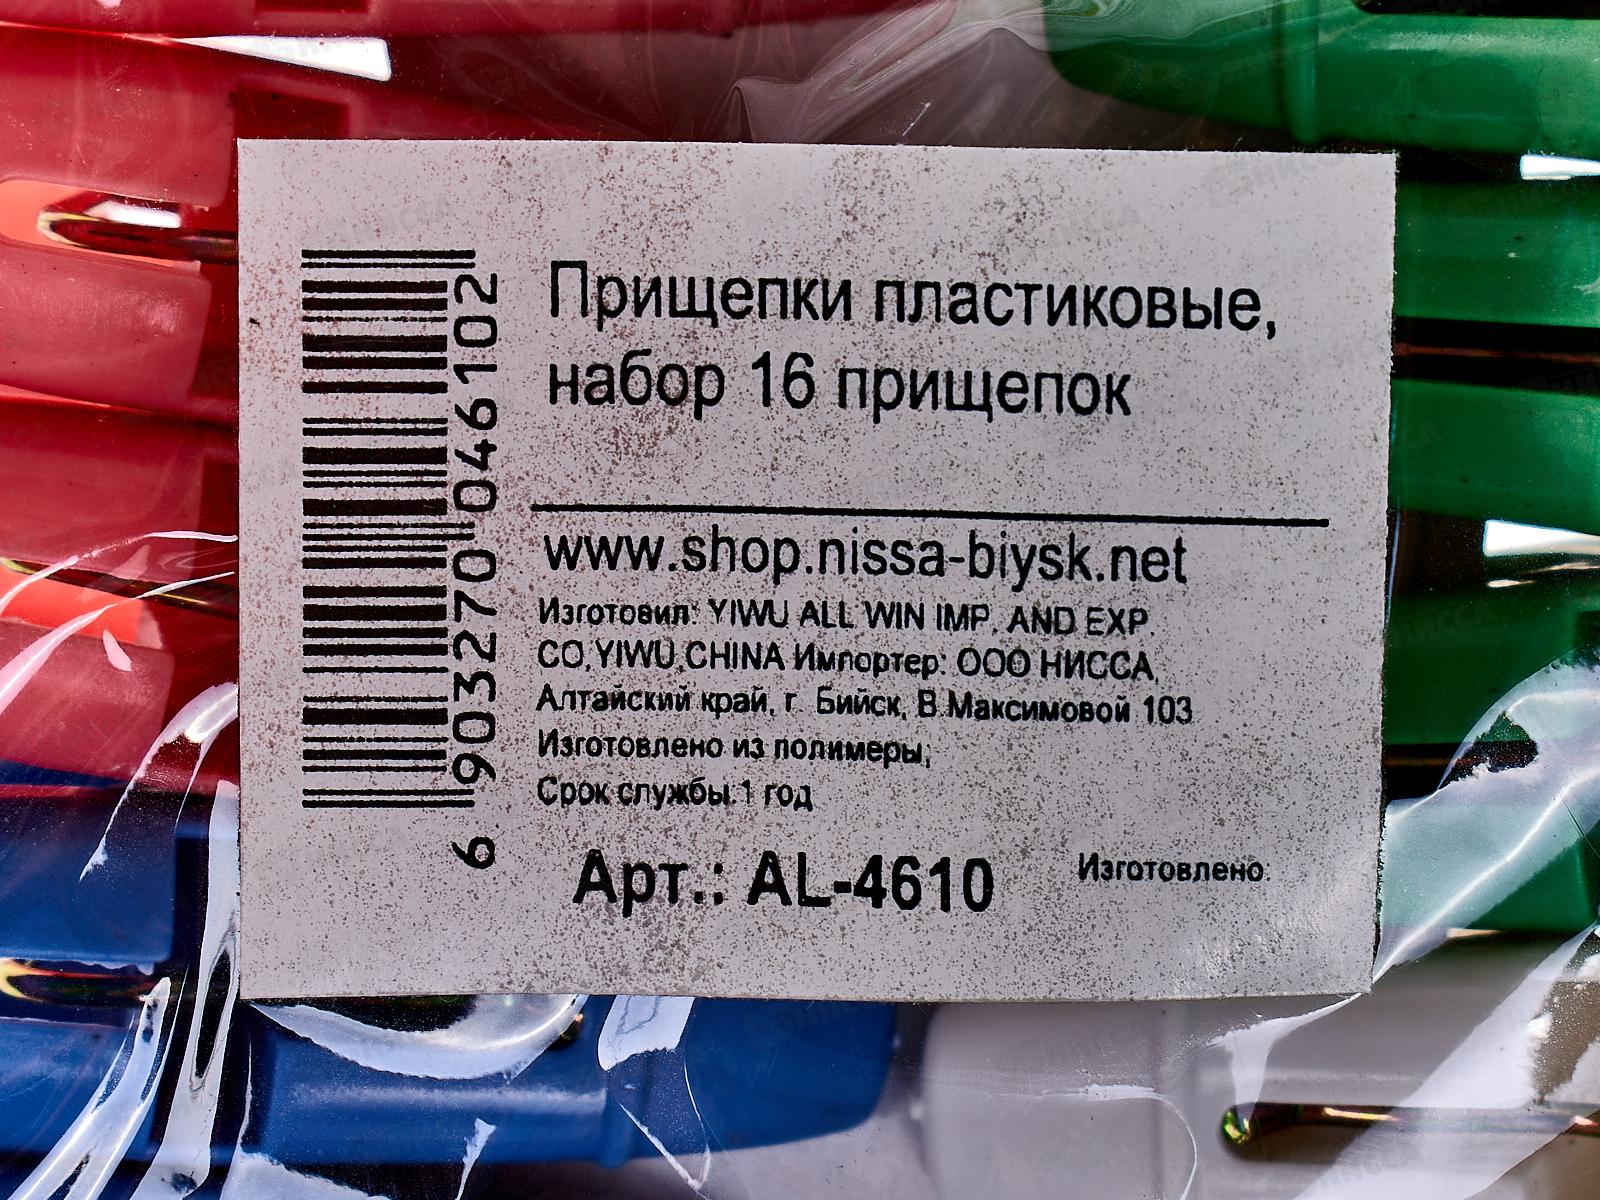 Прищепки пластиковые,
набор 16 прищепок
www.shop.nissa-biysk.net
Изготовил: YIWU ALL WIN IMP. AND EXP.
CO,YIWU,CHINA Импортер: ООО НИССА,
Алтайский край, г. Бийск, В.Максимовой 103
Изготовлено из полимеры;
Срок службы:1 год
Арт.: AL-4610
Изготовлено:
6 903270 046102